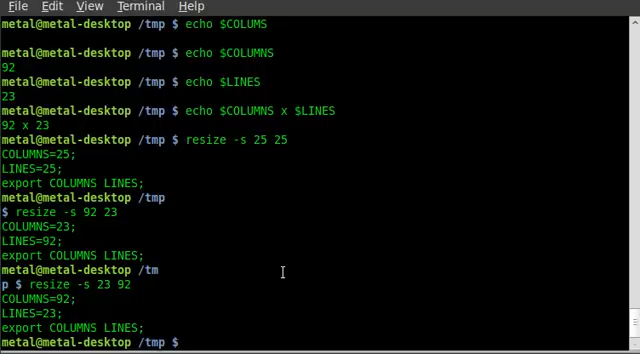 File Edit View Terminal Help
metal@metal-desktop /tmp $ echo $COLUMS

metal@metal-desktop /tmp $ echo $COLUMNS
92
metal@metal-desktop /tmp $ echo $LINES
23
metal@metal-desktop /tmp $ echo $COLUMNS x $LINES
92 x 23
metal@metal-desktop /tmp $ resize -s 25 25
COLUMNS=25;
LINES=25;
export COLUMNS LINES;
metal@metal-desktop /tmp
$ resize -s 92 23
COLUMNS=23;
LINES=92;
export COLUMNS LINES;
metal@metal-desktop /tm
p $ resize -s 23 92
COLUMNS=92;
LINES=23;
export COLUMNS LINES;
metal@metal-desktop /tmp $